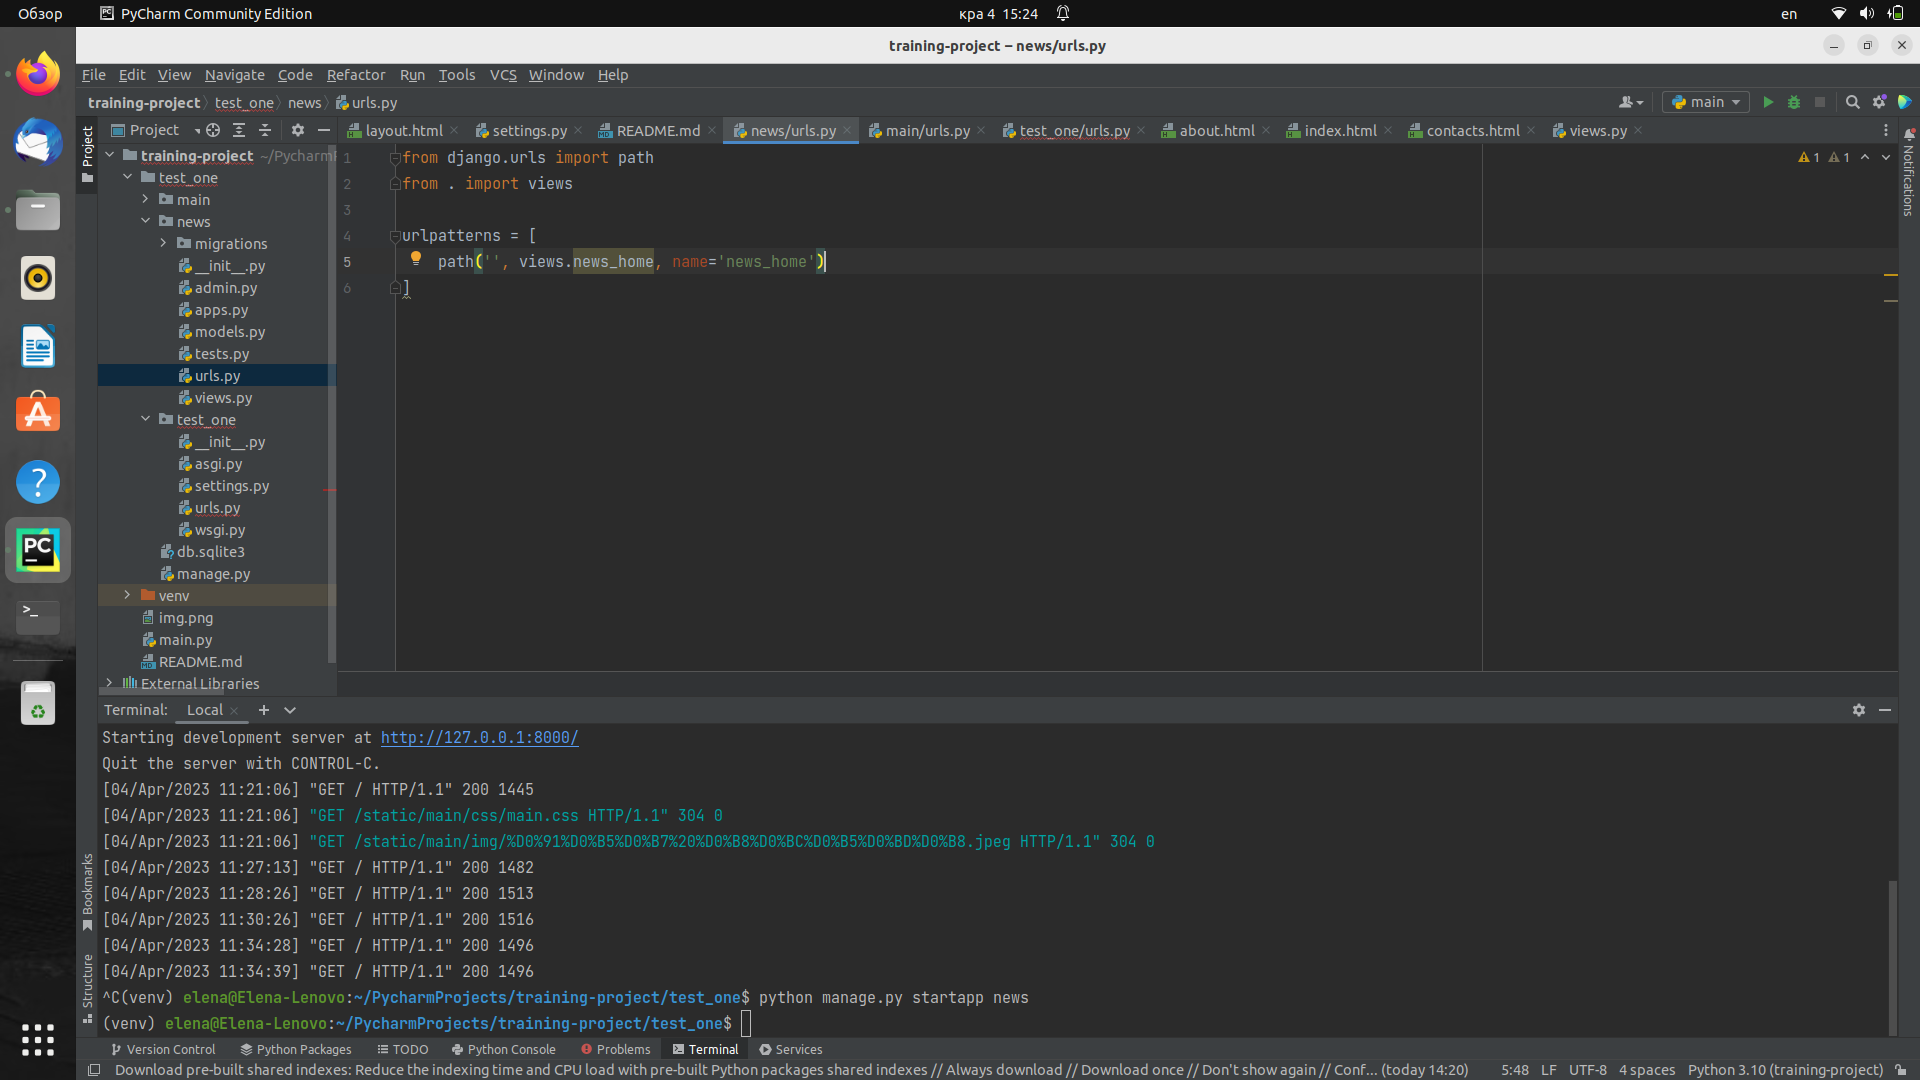 Обзор PyCharm Community Edition кра 4 15:24 en
training-project – news/urls.py
File Edit View Navigate Code Refactor Run Tools VCS Window Help
training-project test_one news urls.py main
Project layout.html settings.py README.md news/urls.py main/urls.py test_one/urls.py about.html index.html contacts.html views.py
Project
Notifications
training-project ~/Pycharm
test_one
main
news
migrations
__init__.py
admin.py
apps.py
models.py
tests.py
urls.py
views.py
test_one
__init__.py
asgi.py
settings.py
urls.py
wsgi.py
db.sqlite3
manage.py
venv
img.png
main.py
README.md
External Libraries
1 from django.urls import path
2 from . import views
3
4 urlpatterns = [
5 path('', views.news_home, name='news_home')
6 ]
1 1
Terminal: Local
Starting development server at http://127.0.0.1:8000/
Quit the server with CONTROL-C.
[04/Apr/2023 11:21:06] "GET / HTTP/1.1" 200 1445
[04/Apr/2023 11:21:06] "GET /static/main/css/main.css HTTP/1.1" 304 0
[04/Apr/2023 11:21:06] "GET /static/main/img/%D0%91%D0%B5%D0%B7%20%D0%B8%D0%BC%D0%B5%D0%BD%D0%B8.jpeg HTTP/1.1" 304 0
[04/Apr/2023 11:27:13] "GET / HTTP/1.1" 200 1482
[04/Apr/2023 11:28:26] "GET / HTTP/1.1" 200 1513
[04/Apr/2023 11:30:26] "GET / HTTP/1.1" 200 1516
[04/Apr/2023 11:34:28] "GET / HTTP/1.1" 200 1496
[04/Apr/2023 11:34:39] "GET / HTTP/1.1" 200 1496
^C(venv) elena@Elena-Lenovo:~/PycharmProjects/training-project/test_one$ python manage.py startapp news
(venv) elena@Elena-Lenovo:~/PycharmProjects/training-project/test_one$
Bookmarks
Structure
Version Control Python Packages TODO Python Console Problems Terminal Services
Download pre-built shared indexes: Reduce the indexing time and CPU load with pre-built Python packages shared indexes // Always download // Download once // Don't show again // Conf... (today 14:20) 5:48 LF UTF-8 4 spaces Python 3.10 (training-project)